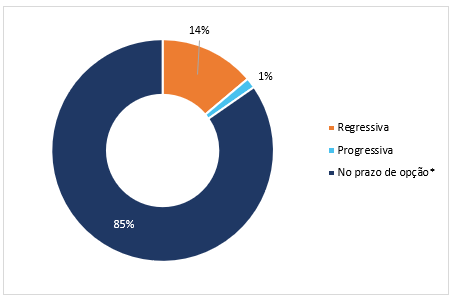 14%
1%
85%
Regressiva
Progressiva
No prazo de opção*